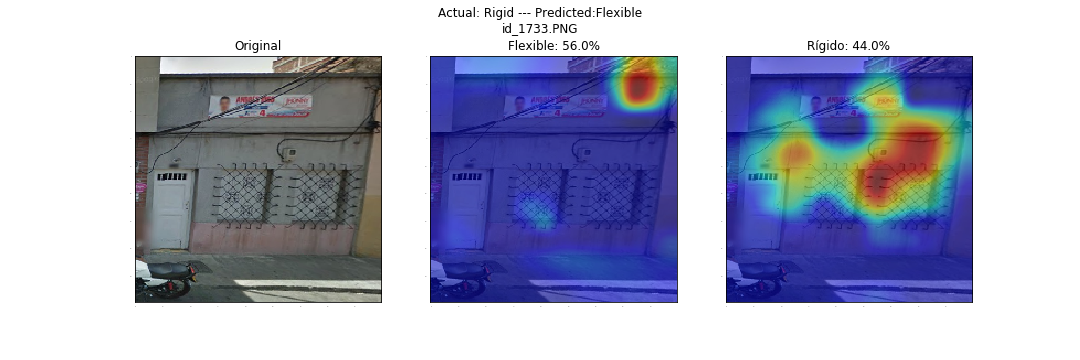 Actual: Rigid --- Predicted:Flexible
id_1733.PNG
Original
Flexible: 56.0%
Rígido: 44.0%